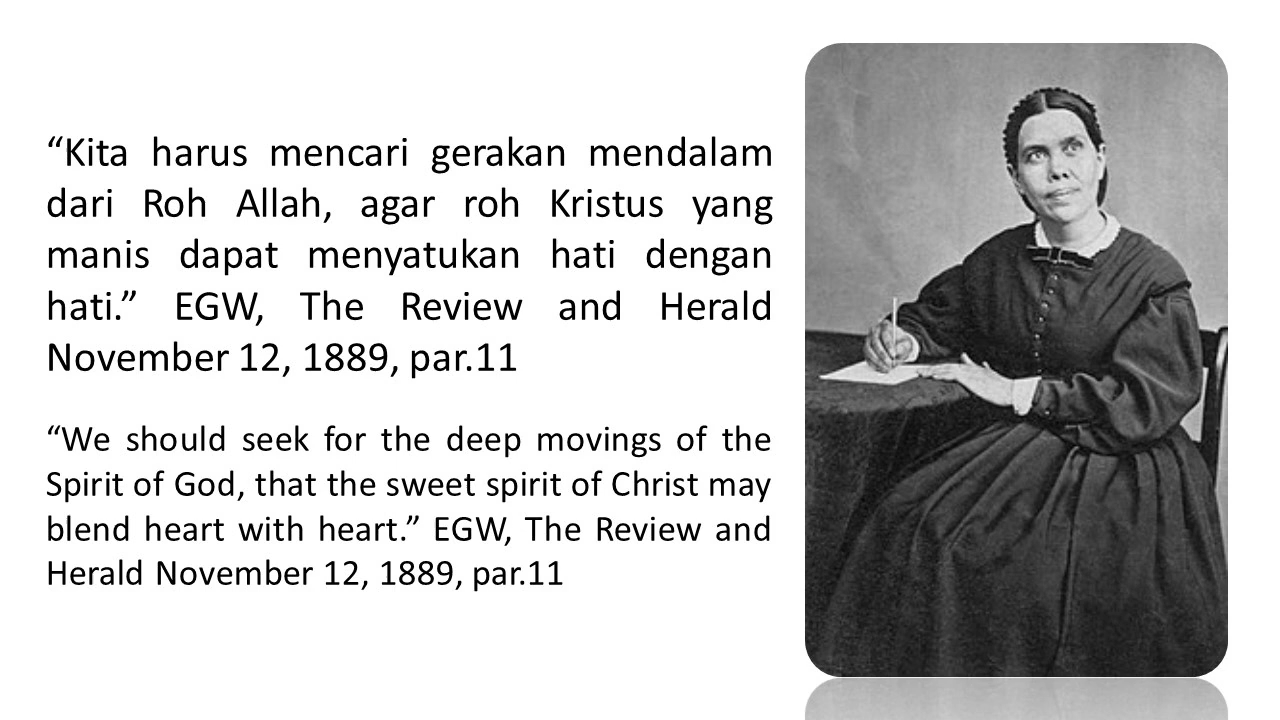 “Kita harus mencari gerakan mendalam
dari Roh Allah, agar roh Kristus yang
manis dapat menyatukan hati dengan
hati.” EGW, The Review and Herald
November 12, 1889, par.11
“We should seek for the deep movings of the
Spirit of God, that the sweet spirit of Christ may
blend heart with heart.” EGW, The Review and
Herald November 12, 1889, par.11